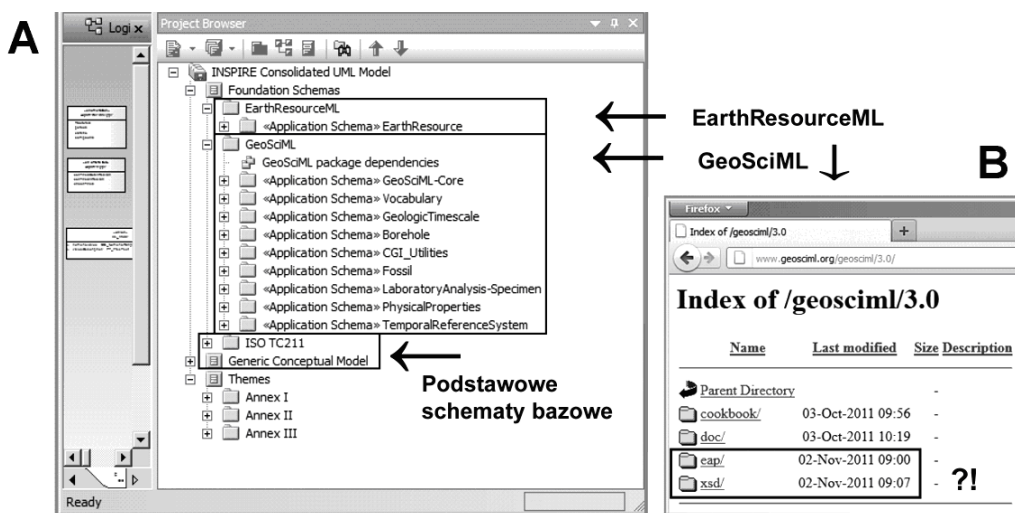 A
Logi x
Project Browser
INSPIRE Consolidated UML Model
Foundation Schemas
EarthResourceML
«Application Schema» EarthResource
GeoSciML
GeoSciML package dependencies
«Application Schema» GeoSciML-Core
«Application Schema» Vocabulary
«Application Schema» GeologicTimescale
«Application Schema» Borehole
«Application Schema» CGI_Utilities
«Application Schema» Fossil
«Application Schema» LaboratoryAnalysis-Specimen
«Application Schema» PhysicalProperties
«Application Schema» TemporalReferenceSystem
ISO TC211
Generic Conceptual Model
Themes
Annex I
Annex II
Annex III
Ready
EarthResourceML
GeoSciML
Podstawowe
schematy bazowe
B
Firefox
Index of /geosciml/3.0
www.geosciml.org/geosciml/3.0/
Index of /geosciml/3.0
Name Last modified Size Description
Parent Directory -
cookbook/ 03-Oct-2011 09:56 -
doc/ 03-Oct-2011 10:19 -
eap/ 02-Nov-2011 09:00 -
xsd/ 02-Nov-2011 09:07 - ?!